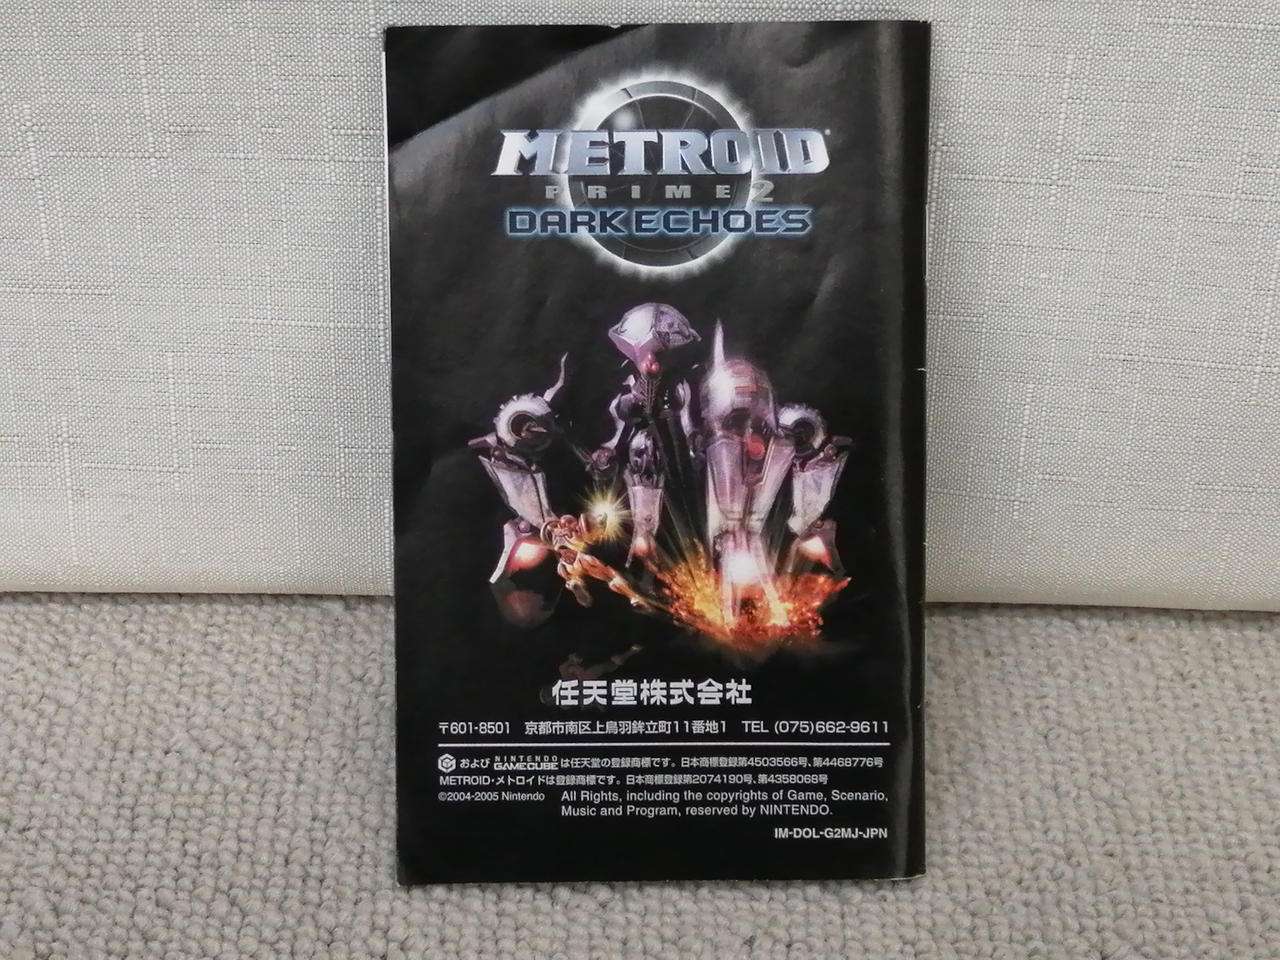 METROID
PRIME 2
DARK ECHOES
任天堂株式会社
〒601-8501 京都市南区上鳥羽鉾立町11番地1 TEL (075)662-9611
および NINTENDO GAMECUBE は任天堂の登録商標です。日本商標登録第4503566号、第4468776号
METROID・メトロイドは登録商標です。日本商標登録第2074190号、第4358068号
©2004-2005 Nintendo All Rights, including the copyrights of Game, Scenario,
Music and Program, reserved by NINTENDO.
IM-DOL-G2MJ-JPN